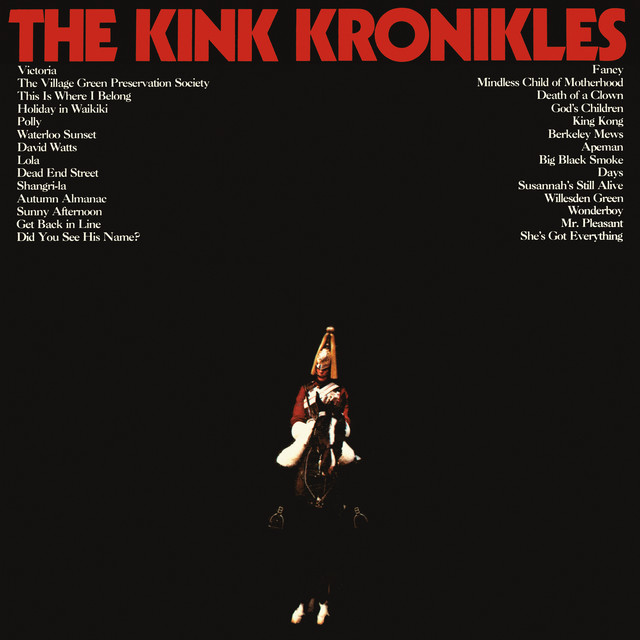 THE KINK KRONIKLES
Victoria
The Village Green Preservation Society
This Is Where I Belong
Holiday in Waikiki
Polly
Waterloo Sunset
David Watts
Lola
Dead End Street
Shangri-la
Autumn Almanac
Sunny Afternoon
Get Back in Line
Did You See His Name?
Fancy
Mindless Child of Motherhood
Death of a Clown
God's Children
King Kong
Berkeley Mews
Apeman
Big Black Smoke
Days
Susannah's Still Alive
Willesden Green
Wonderboy
Mr. Pleasant
She's Got Everything